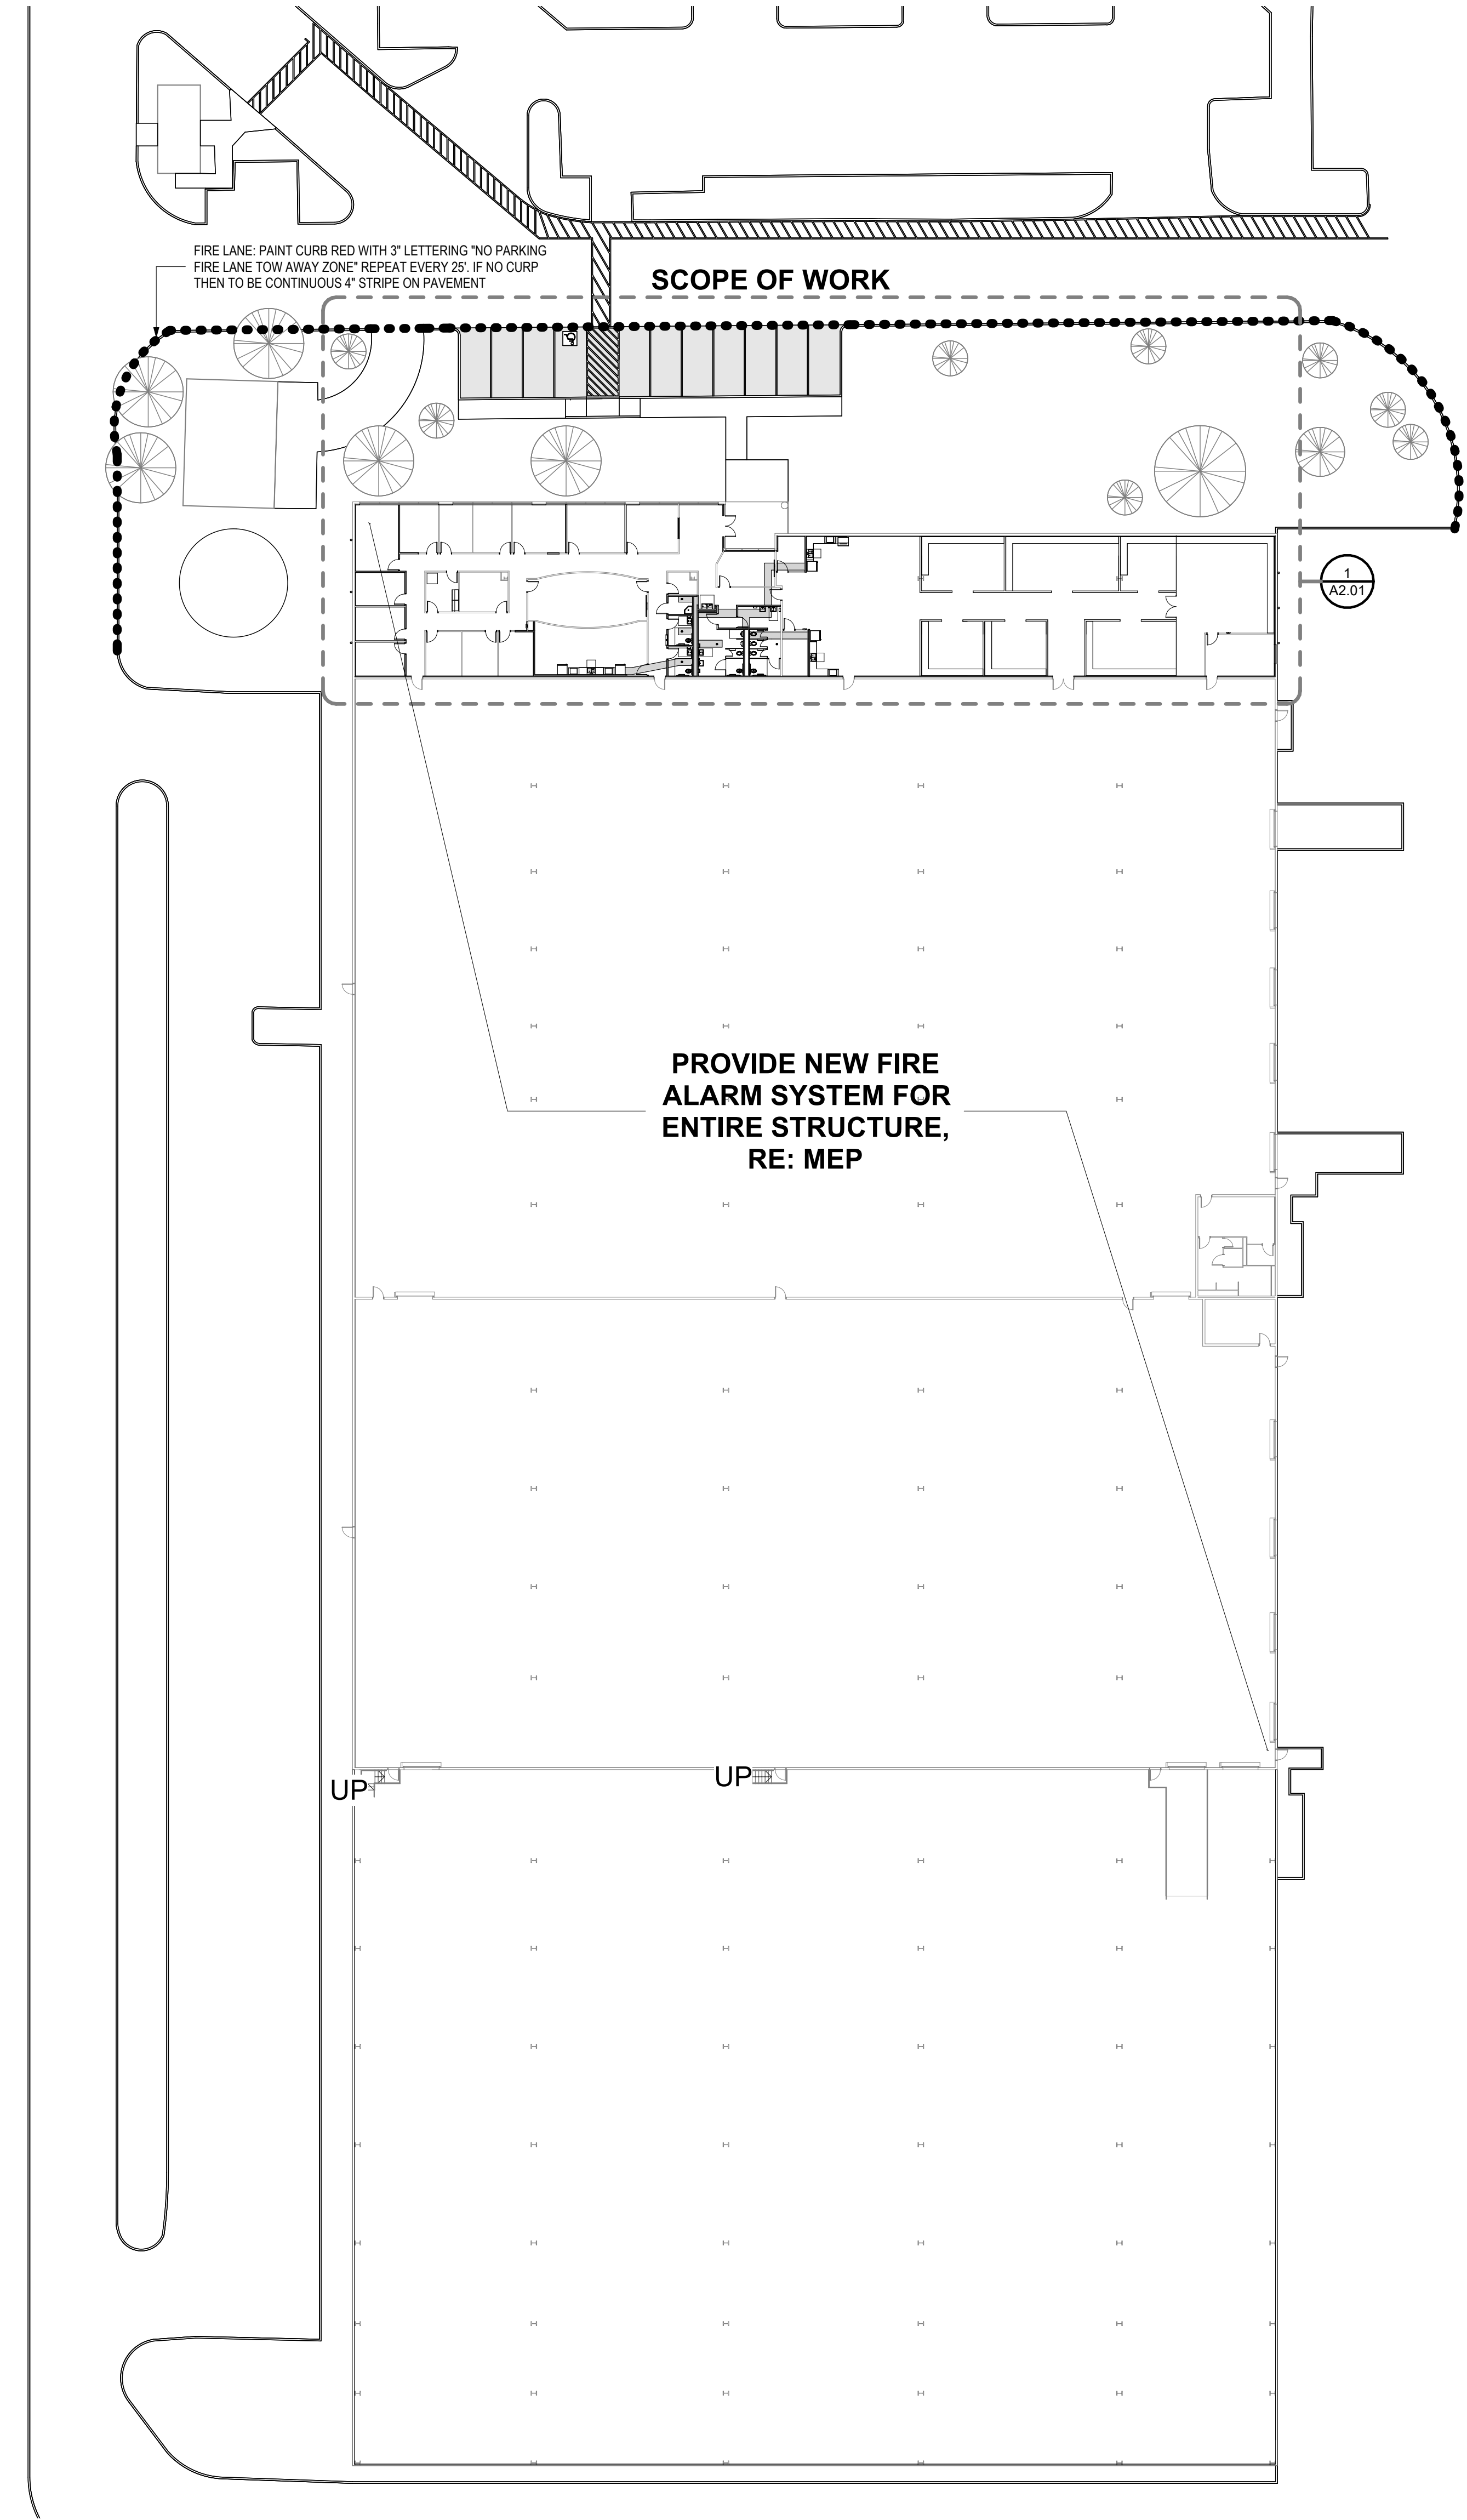 FIRE LANE: PAINT CURB RED WITH 3" LETTERING "NO PARKING
FIRE LANE TOW AWAY ZONE" REPEAT EVERY 25'. IF NO CURP
THEN TO BE CONTINUOUS 4" STRIPE ON PAVEMENT
SCOPE OF WORK
1
A2.01
PROVIDE NEW FIRE
ALARM SYSTEM FOR
ENTIRE STRUCTURE,
RE: MEP
UP
UP